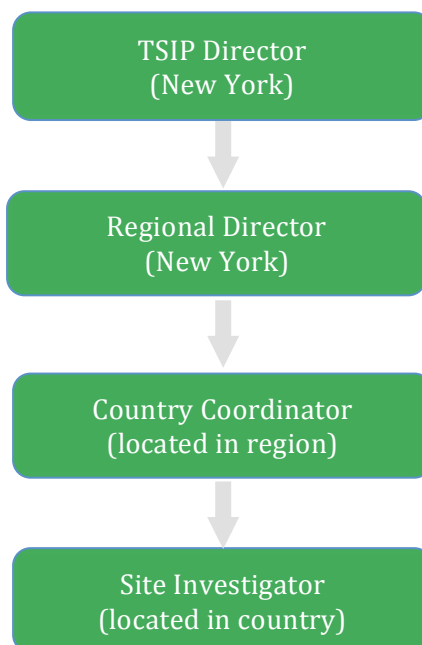 TSIP Director
(New York)
Regional Director
(New York)
Country Coordinator
(located in region)
Site Investigator
(located in country)